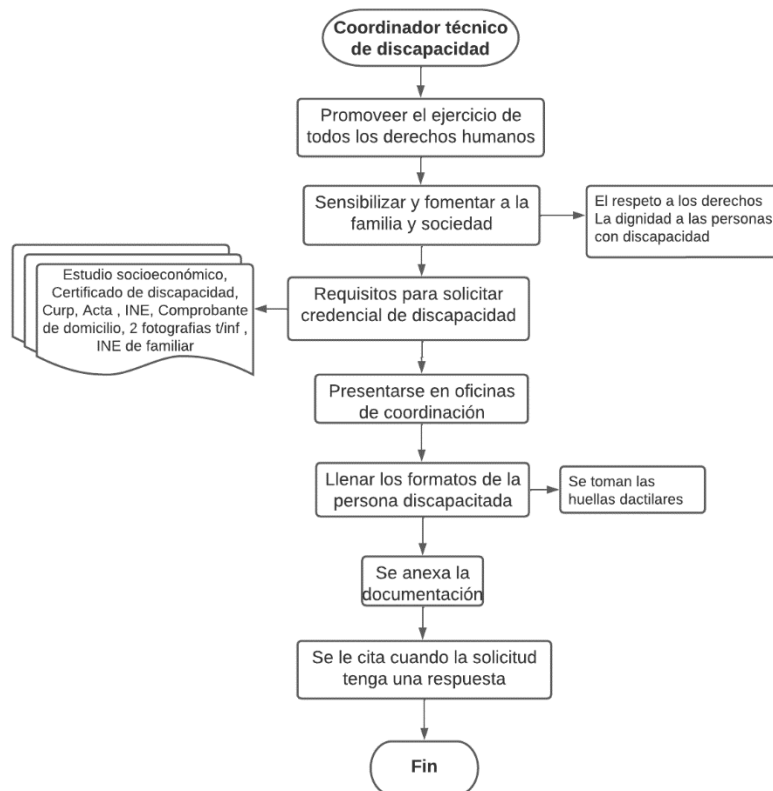 Coordinador técnico
de discapacidad
Promoveer el ejercicio de
todos los derechos humanos
Sensibilizar y fomentar a la
familia y sociedad
El respeto a los derechos
La dignidad a las personas
con discapacidad
Estudio socioeconómico,
Certificado de discapacidad,
Curp, Acta , INE, Comprobante
de domicilio, 2 fotografias t/inf ,
INE de familiar
Requisitos para solicitar
credencial de discapacidad
Presentarse en oficinas
de coordinación
Llenar los formatos de la
persona discapacitada
Se toman las
huellas dactilares
Se anexa la
documentación
Se le cita cuando la solicitud
tenga una respuesta
Fin